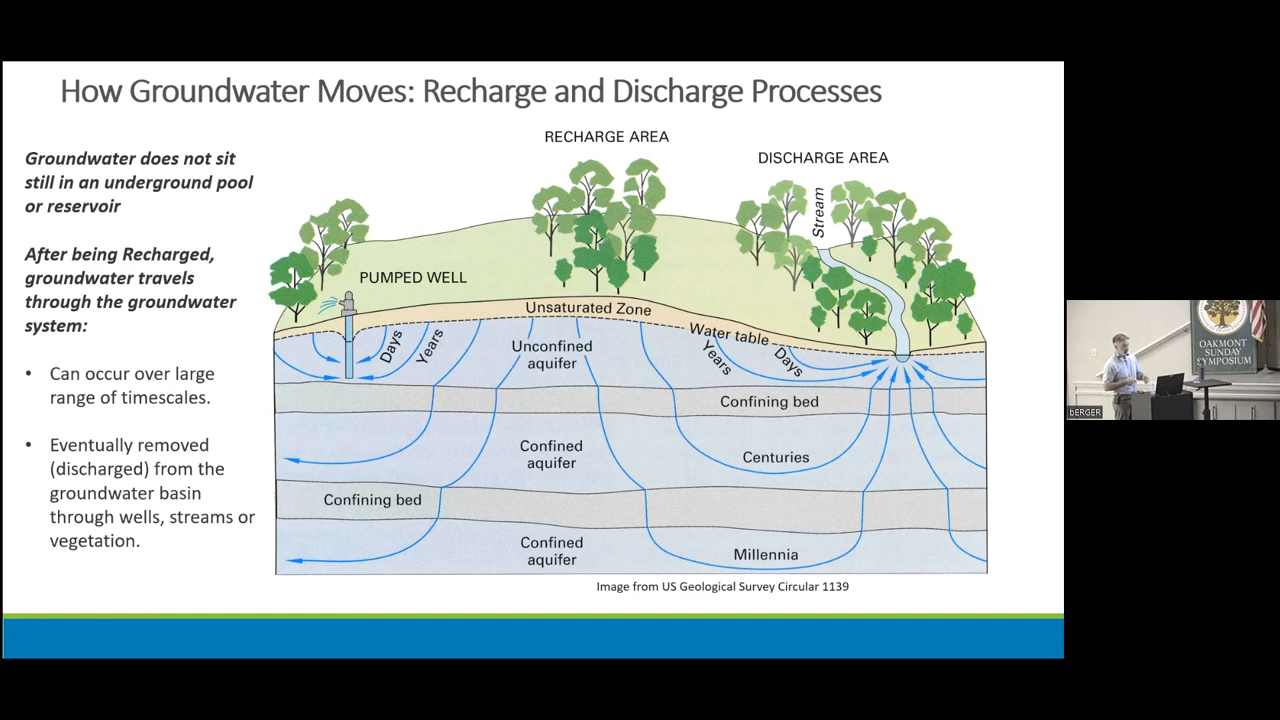 How Groundwater Moves: Recharge and Discharge Processes
Groundwater does not sit
still in an underground pool
or reservoir
After being Recharged,
groundwater travels
through the groundwater
system:
• Can occur over large
range of timescales.
• Eventually removed
(discharged) from the
groundwater basin
through wells, streams or
vegetation.
RECHARGE AREA
DISCHARGE AREA
Stream
PUMPED WELL
Unsaturated Zone
Water table
Days
Years
Unconfined
aquifer
Years
Days
Confining bed
Confined
aquifer
Centuries
Confining bed
Confined
aquifer
Millennia
Image from US Geological Survey Circular 1139
OAKMONT
SUNDAY
SYMPOSIUM
bERGER